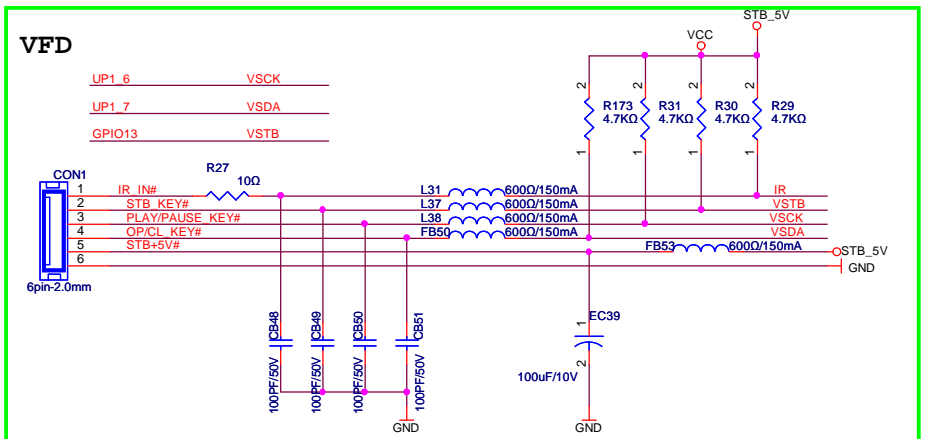 STB_5V
VFD
VCC
UP1_6 VSCK
UP1_7 VSDA
GPIO13 VSTB
2 2 2 2
R173 R31 R30 R29
4.7KΩ 4.7KΩ 4.7KΩ 4.7KΩ
1 1 1 1
CON1
R27
10Ω
1 IR_IN# L31 600Ω/150mA IR
2 STB_KEY# L37 600Ω/150mA VSTB
3 PLAY/PAUSE_KEY# L38 600Ω/150mA VSCK
4 OP/CL_KEY# FB50 600Ω/150mA VSDA
5 STB+5V# FB53 600Ω/150mA STB_5V
6 GND
6pin-2.0mm
CB48 CB49 CB50 CB51
100PF/50V 100PF/50V 100PF/50V 100PF/50V
1 EC39
2
100uF/10V
GND GND